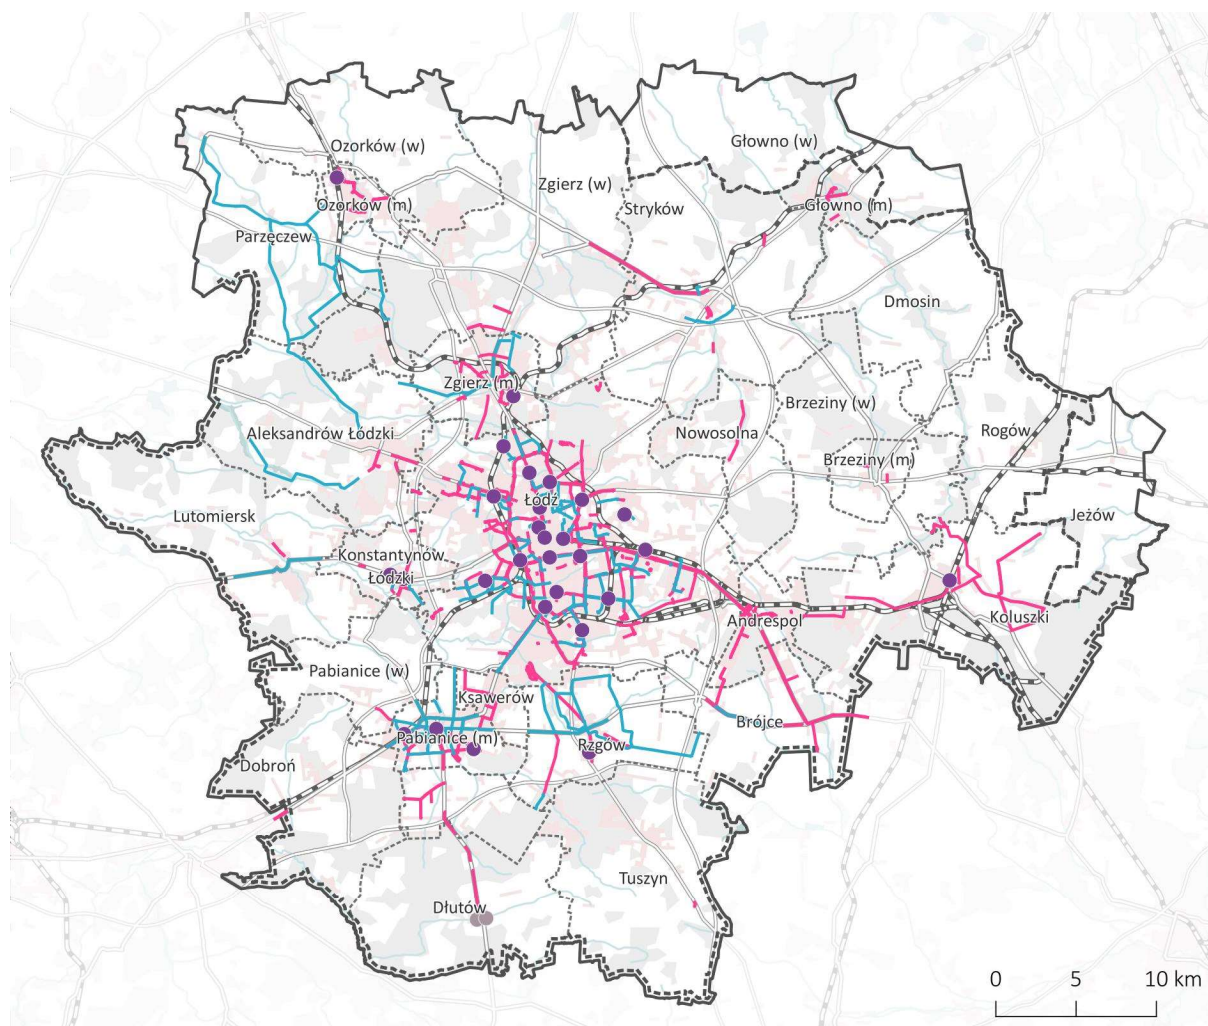 Ozorków (w)
Głowno (w)
Zgierz (w)
Ozorków (m)
Stryków
Głowno (m)
Parzęczew
Dmosin
Zgierz (m)
Brzeziny (w)
Aleksandrów Łódzki
Nowosolna
Rogów
Brzeziny (m)
Łódź
Lutomiersk
Jeżów
Konstantynów
Łódzki
Andrespol
Koluszki
Pabianice (w)
Ksawerów
Brójce
Pabianice (m)
Rzgów
Dobroń
Tuszyn
Dłutów
0 5 10 km